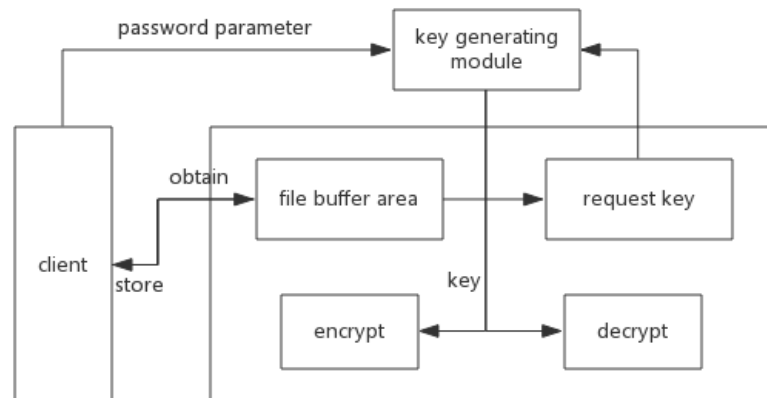 password parameter
key generating
module
obtain
file buffer area
request key
client
store
key
encrypt
decrypt